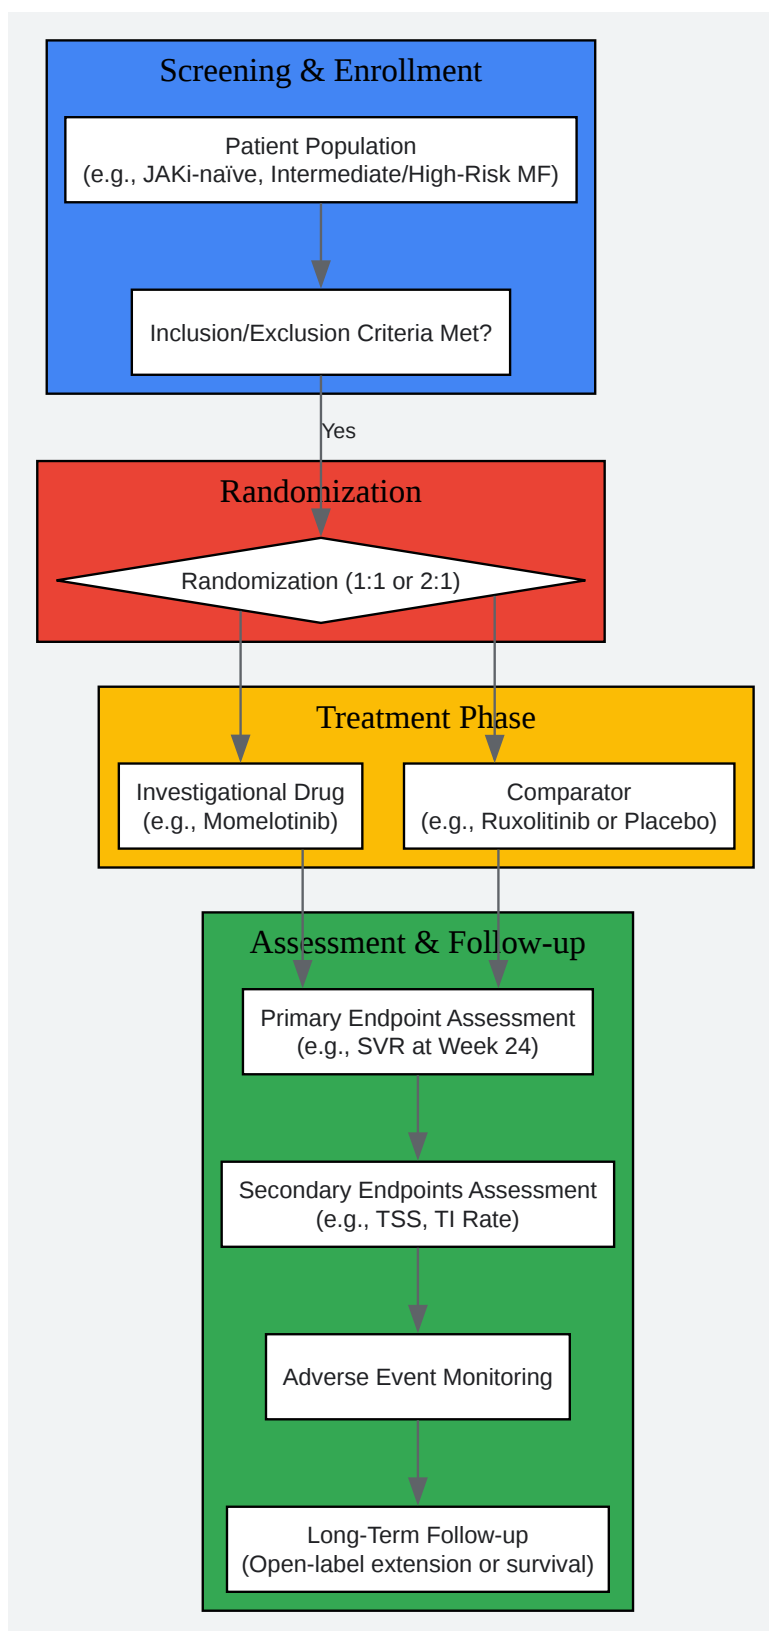 Screening & Enrollment
Patient Population
(e.g., JAKi-naïve, Intermediate/High-Risk MF)
Inclusion/Exclusion Criteria Met?
Yes
Randomization
Randomization (1:1 or 2:1)
Treatment Phase
Investigational Drug
(e.g., Momelotinib)
Comparator
(e.g., Ruxolitinib or Placebo)
Assessment & Follow-up
Primary Endpoint Assessment
(e.g., SVR at Week 24)
Secondary Endpoints Assessment
(e.g., TSS, TI Rate)
Adverse Event Monitoring
Long-Term Follow-up
(Open-label extension or survival)